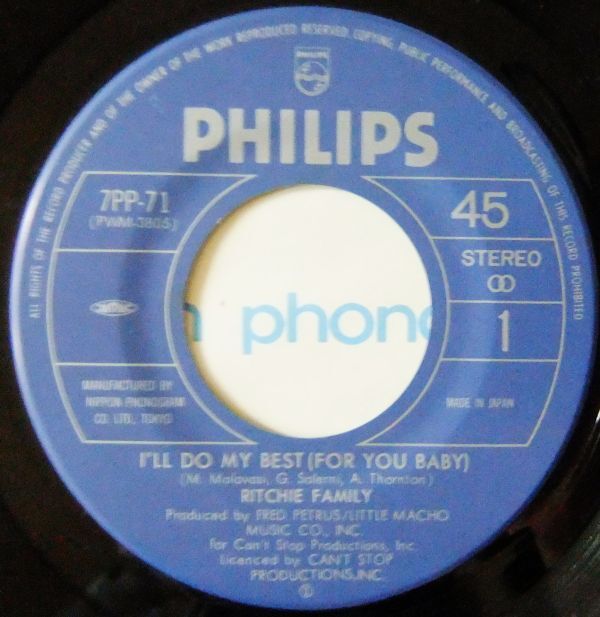 ALL RIGHTS OF THE RECORD PRODUCER AND OF THE OWNER OF THE WORK REPRODUCED RESERVED. COPYING, PUBLIC PERFORMANCE AND BROADCASTING OF THIS RECORD PROHIBITED
PHILIPS
PHILIPS
7PP-71
(PWM-3805)
45
STEREO
1
phono
MANUFACTURED BY
NIPPON PHONOGRAM
CO. LTD., TOKYO
MADE IN JAPAN
I'LL DO MY BEST (FOR YOU BABY)
(M. Malavasi, G. Salerni, A. Thornton)
RITCHIE FAMILY
Produced by FRED PETRUS/LITTLE MACHO
MUSIC CO., INC.
for Can't Stop Productions, Inc.
Licenced by CAN'T STOP
PRODUCTIONS,INC.